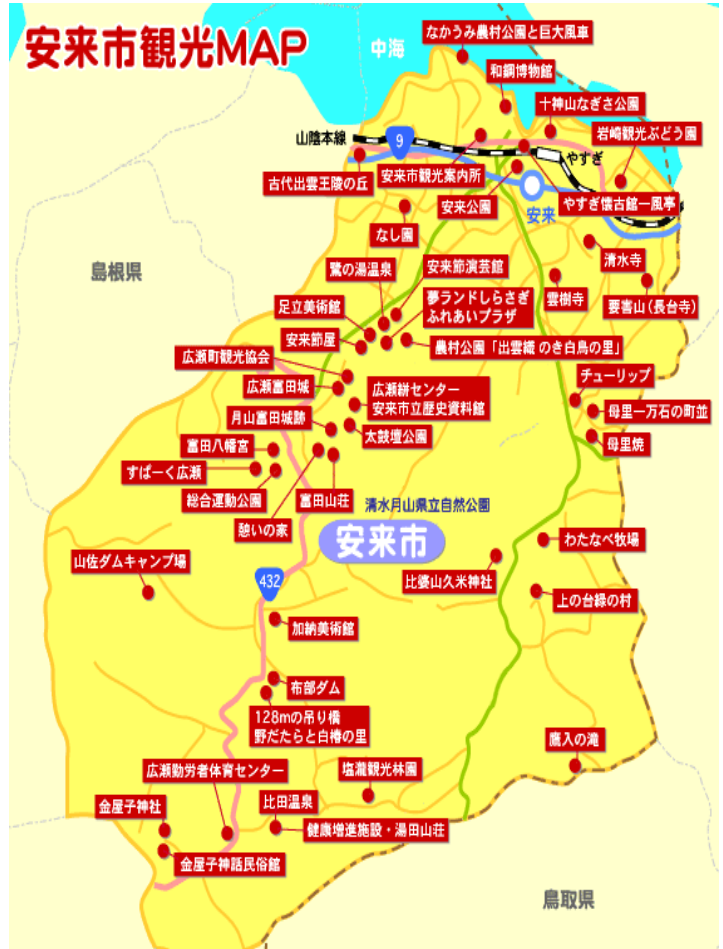 安来市観光MAP
中海
なかうみ農村公園と巨大風車
和鋼博物館
十神山なぎさ公園
山陰本線
9
岩崎観光ぶどう園
やすぎ
古代出雲王陵の丘
安来市観光案内所
安来公園
安来
やすぎ懐古館一風亭
なし園
清水寺
島根県
鷺の湯温泉
安来節演芸館
雲樹寺
要害山(長台寺)
足立美術館
夢ランドしらさぎ
ふれあいプラザ
安来節屋
農村公園「出雲織 のき白鳥の里」
広瀬町観光協会
チューリップ
広瀬富田城
広瀬絣センター
安来市立歴史資料館
母里一万石の町並
月山富田城跡
太鼓壇公園
母里焼
富田八幡宮
すぱーく広瀬
総合運動公園
富田山荘
憩いの家
清水月山県立自然公園
安来市
わたなべ牧場
山佐ダムキャンプ場
432
比婆山久米神社
上の台緑の村
加納美術館
布部ダム
128mの吊り橋
野だたらと白椿の里
鷹入の滝
広瀬勤労者体育センター
塩瀧観光林園
金屋子神社
比田温泉
健康増進施設・湯田山荘
金屋子神話民俗館
鳥取県